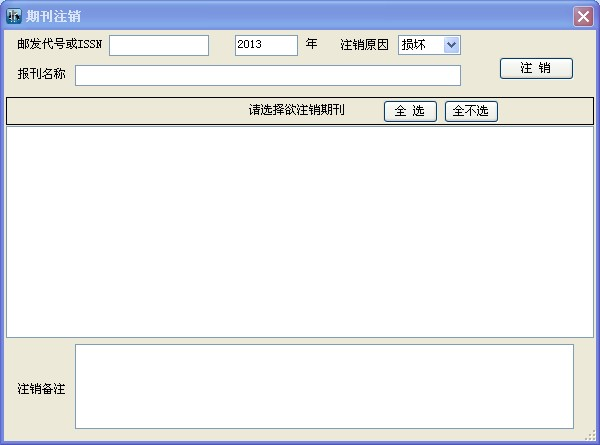 期刊注销
邮发代号或ISSN 2013 年 注销原因 损坏
报刊名称
注 销
请选择欲注销期刊 全 选 全不选
注销备注